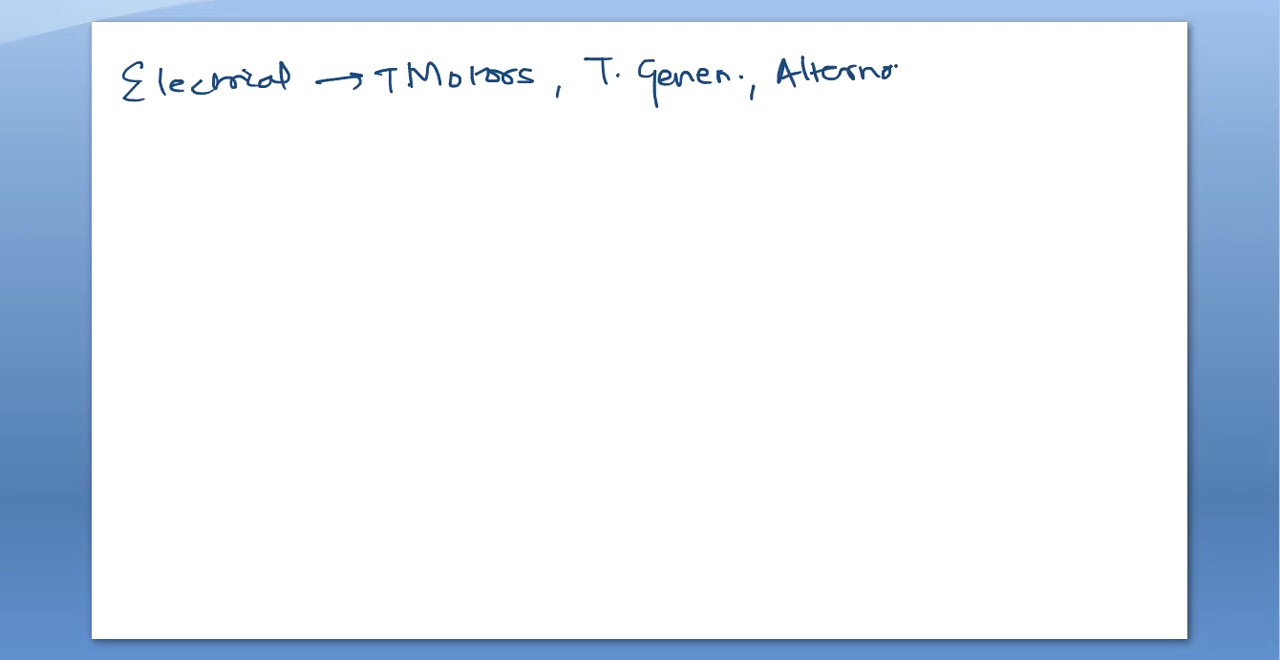 Electrical → T Motors, T. Gener., Alterno